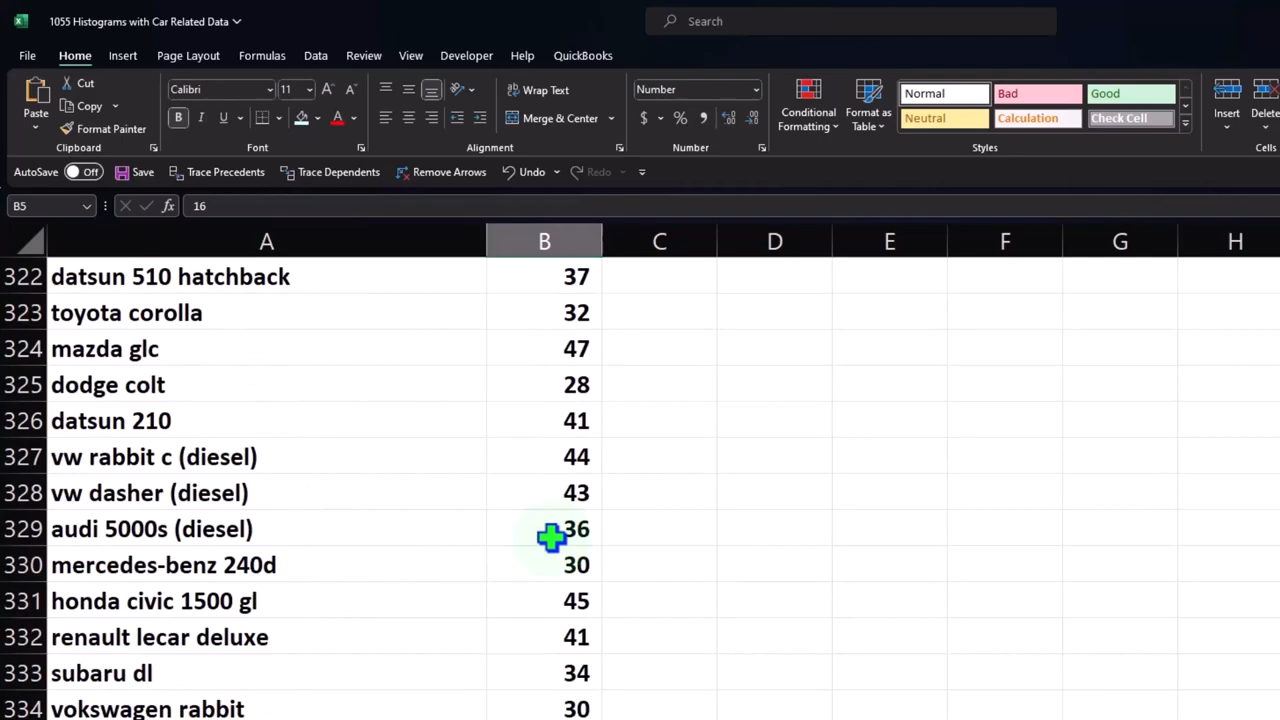 1055 Histograms with Car Related Data
Search
File Home Insert Page Layout Formulas Data Review View Developer Help QuickBooks
Paste
Cut
Copy
Format Painter
Clipboard
Calibri 11
B I U
Font
Wrap Text
Merge & Center
Alignment
Number
$ % ,
Number
Conditional Formatting
Format as Table
Normal Bad Good
Neutral Calculation Check Cell
Styles
Insert
Delete
Cells
AutoSave Off Save Trace Precedents Trace Dependents Remove Arrows Undo Redo
B5 fx 16
A B C D E F G H
322 datsun 510 hatchback 37
323 toyota corolla 32
324 mazda glc 47
325 dodge colt 28
326 datsun 210 41
327 vw rabbit c (diesel) 44
328 vw dasher (diesel) 43
329 audi 5000s (diesel) 36
330 mercedes-benz 240d 30
331 honda civic 1500 gl 45
332 renault lecar deluxe 41
333 subaru dl 34
334 vokswagen rabbit 30